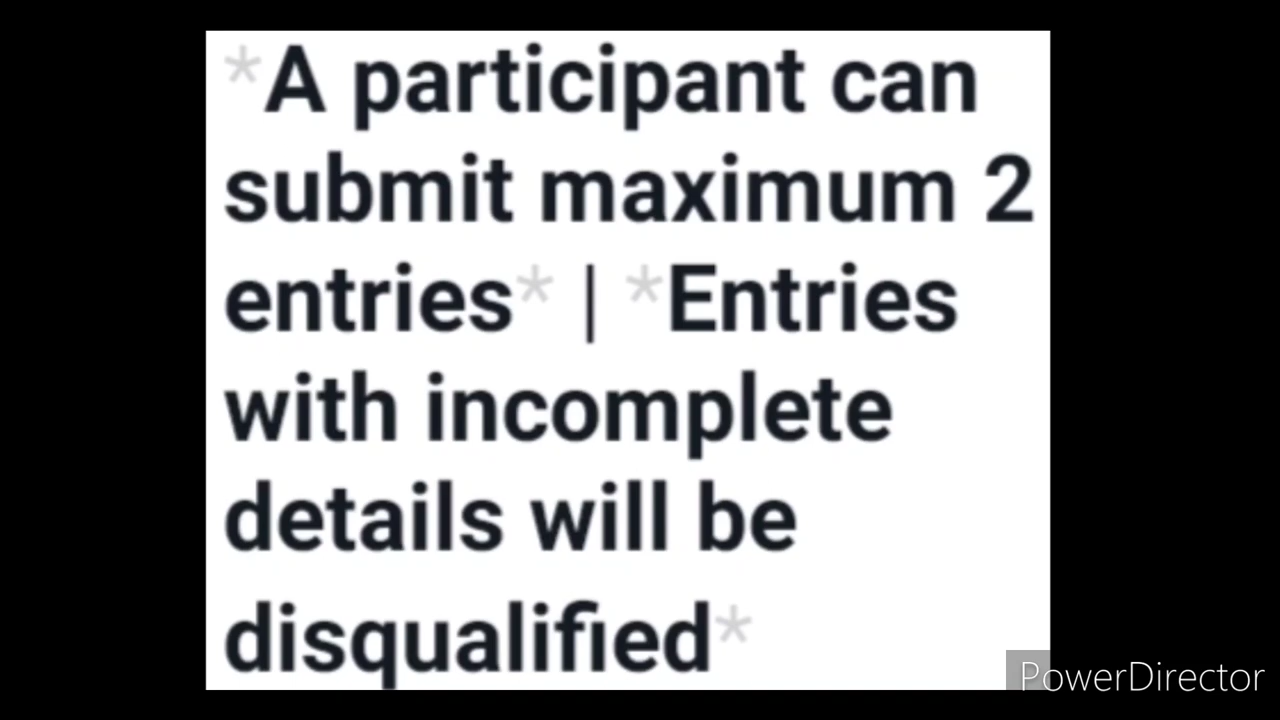 *A participant can
submit maximum 2
entries* | *Entries
with incomplete
details will be
disqualified*
PowerDirector